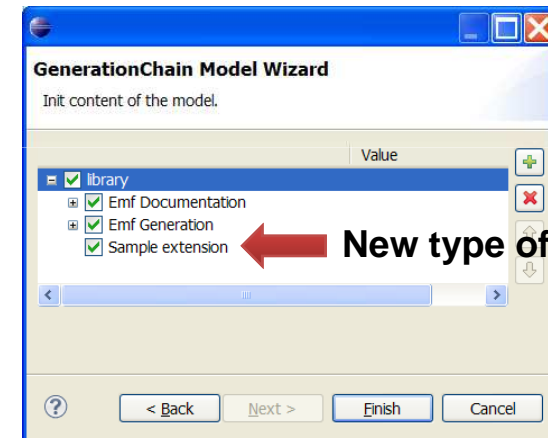 GenerationChain Model Wizard
Init content of the model.
Value
library
Emf Documentation
Emf Generation
Sample extension
New type of
?
< Back
Next >
Finish
Cancel